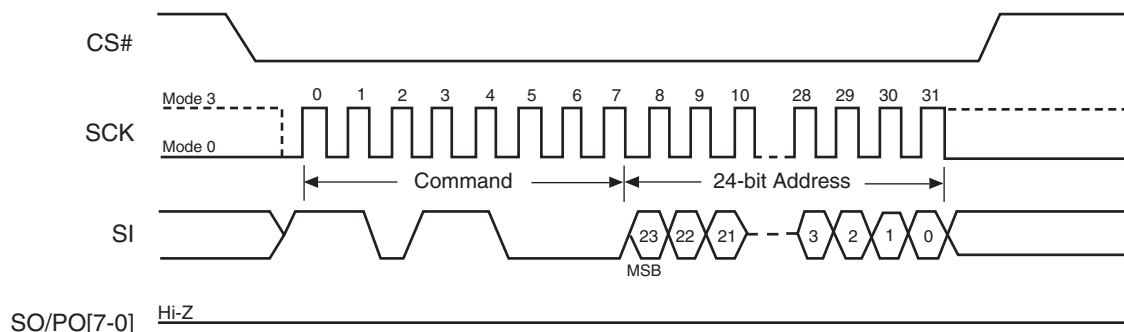 CS#
Mode 3
0 1 2 3 4 5 6 7 8 9 10 28 29 30 31
SCK
Mode 0
Command 24-bit Address
SI
23 22 21 3 2 1 0
MSB
Hi-Z
SO/PO[7-0]